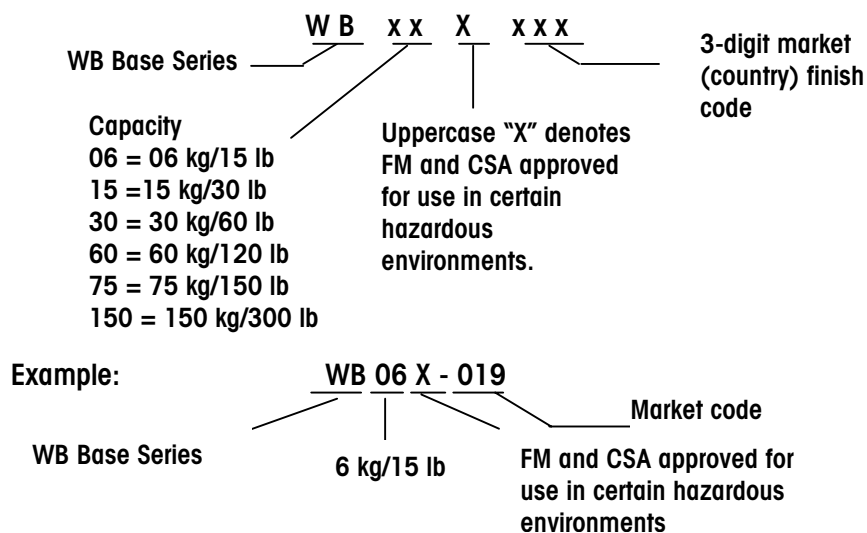 W B xx X xxx
WB Base Series
3-digit market
(country) finish
code
Capacity
06 = 06 kg/15 lb
15 =15 kg/30 lb
30 = 30 kg/60 lb
60 = 60 kg/120 lb
75 = 75 kg/150 lb
150 = 150 kg/300 lb
Uppercase “X” denotes
FM and CSA approved
for use in certain
hazardous
environments.
Example:
WB 06 X - 019
Market code
WB Base Series
6 kg/15 lb
FM and CSA approved for
use in certain hazardous
environments